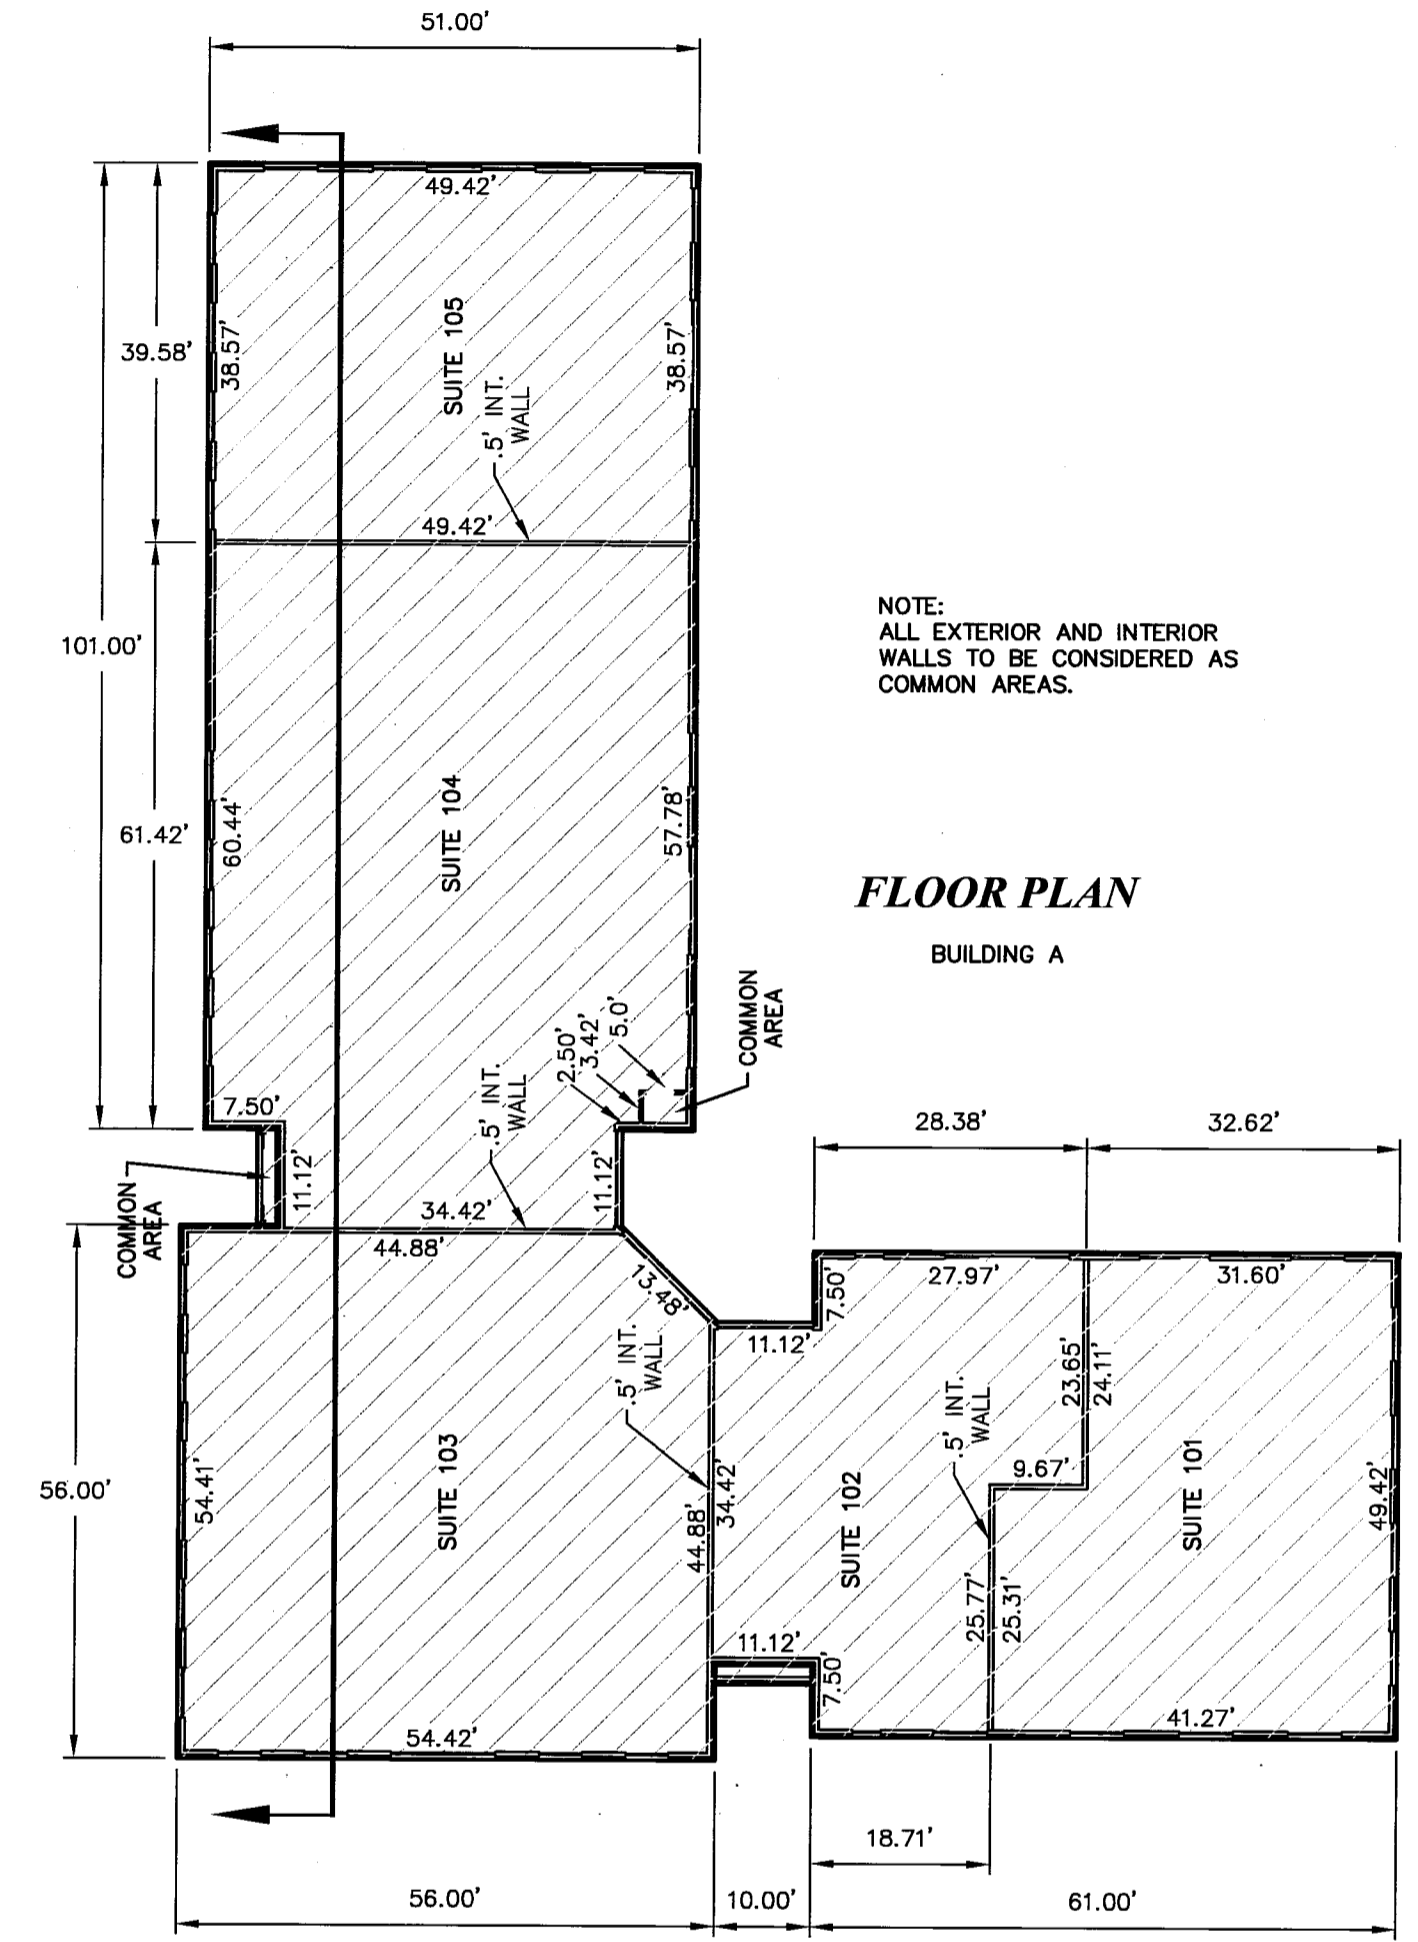 51.00'
49.42'
39.58'
38.57'
SUITE 105
38.57'
.5' INT.
WALL
49.42'
101.00'
NOTE:
ALL EXTERIOR AND INTERIOR
WALLS TO BE CONSIDERED AS
COMMON AREAS.
61.42'
60.44'
SUITE 104
57.78'
FLOOR PLAN
BUILDING A
COMMON
AREA
2.50'
3.42'
5.0'
.5' INT.
WALL
7.50'
28.38'
32.62'
COMMON
AREA
11.12'
11.12'
34.42'
44.88'
13.48'
7.50'
27.97'
31.60'
11.12'
.5' INT.
WALL
23.65'
24.11'
.5' INT.
WALL
9.67'
56.00'
54.41'
SUITE 103
44.88'
34.42'
SUITE 102
SUITE 101
49.42'
25.77'
25.31'
11.12'
7.50'
41.27'
54.42'
18.71'
56.00'
10.00'
61.00'